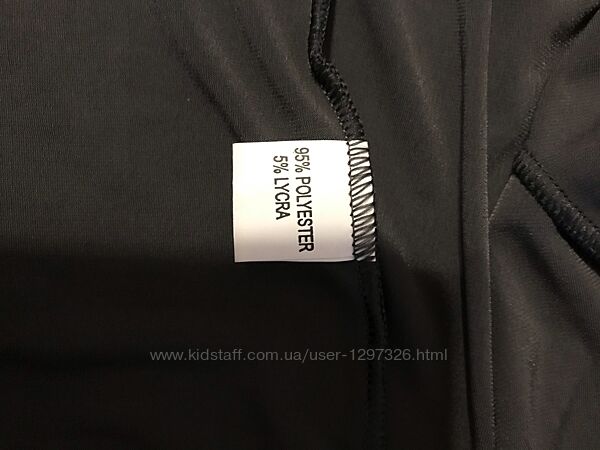 95% POLYESTER
5% LYCRA
www.kidstaff.com.ua/user-1297326.html